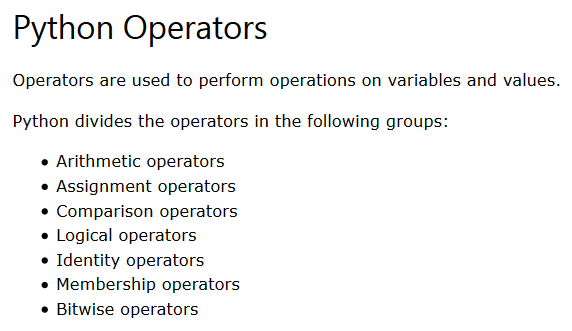 Python Operators
Operators are used to perform operations on variables and values.
Python divides the operators in the following groups:
• Arithmetic operators
• Assignment operators
• Comparison operators
• Logical operators
• Identity operators
• Membership operators
• Bitwise operators